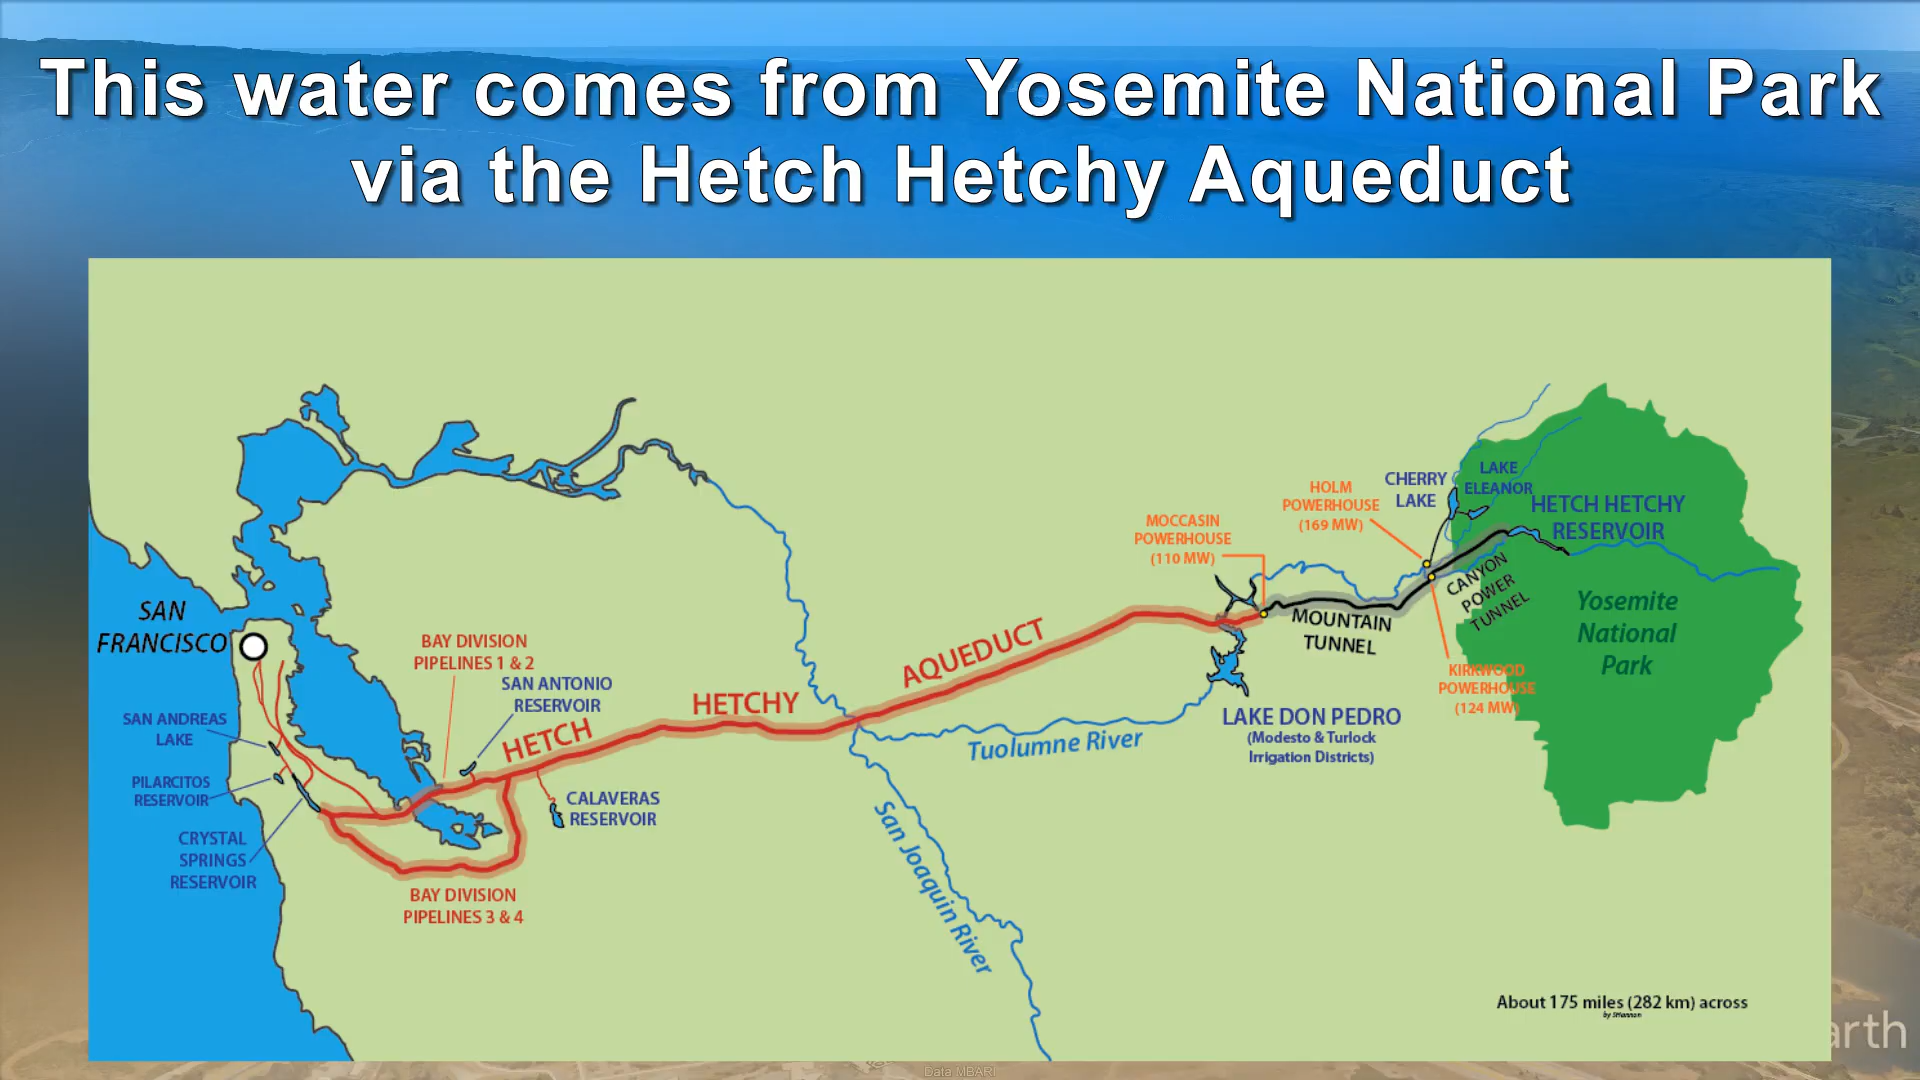 This water comes from Yosemite National Park
via the Hetch Hetchy Aqueduct
CHERRY
LAKE
LAKE
ELEANOR
HOLM
POWERHOUSE
(169 MW)
HETCH HETCHY
RESERVOIR
MOCCASIN
POWERHOUSE
(110 MW)
CANYON
POWER
TUNNEL
MOUNTAIN
TUNNEL
Yosemite
National
Park
KIRKWOOD
POWERHOUSE
(124 MW)
SAN
FRANCISCO
BAY DIVISION
PIPELINES 1 & 2
SAN ANTONIO
RESERVOIR
HETCH
HETCHY
AQUEDUCT
SAN ANDREAS
LAKE
PILARCITOS
RESERVOIR
CRYSTAL
SPRINGS
RESERVOIR
CALAVERAS
RESERVOIR
BAY DIVISION
PIPELINES 3 & 4
LAKE DON PEDRO
(Modesto & Turlock
Irrigation Districts)
Tuolumne River
San Joaquin River
About 175 miles (282 km) across
by Shannon
arth
Data MBARI